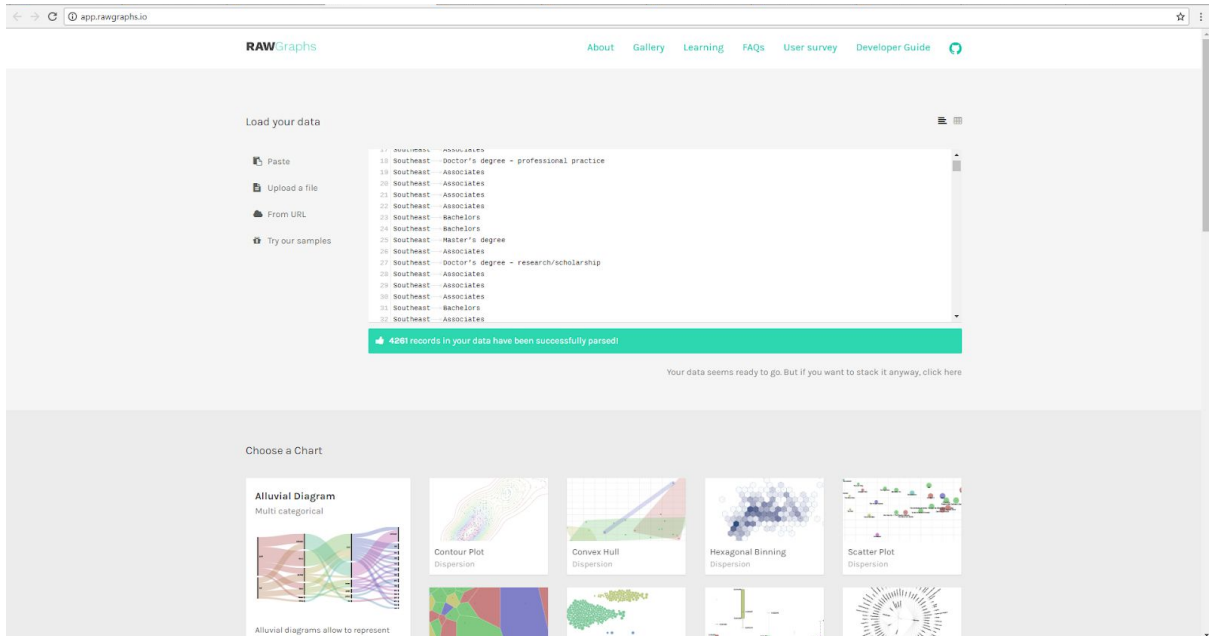 app.rawgraphs.io
RAWGraphs
About Gallery Learning FAQs User survey Developer Guide
Load your data
Paste
Upload a file
From URL
Try our samples
17 Southeast Associates
18 Southeast Doctor's degree - professional practice
19 Southeast Associates
20 Southeast Associates
21 Southeast Associates
22 Southeast Associates
23 Southeast Bachelors
24 Southeast Bachelors
25 Southeast Master's degree
26 Southeast Associates
27 Southeast Doctor's degree - research/scholarship
28 Southeast Associates
29 Southeast Associates
30 Southeast Associates
31 Southeast Bachelors
32 Southeast Associates
4261 records in your data have been successfully parsed!
Your data seems ready to go. But if you want to stack it anyway, click here
Choose a Chart
Alluvial Diagram
Multi categorical
Alluvial diagrams allow to represent
Contour Plot
Dispersion
Convex Hull
Dispersion
Hexagonal Binning
Dispersion
Scatter Plot
Dispersion